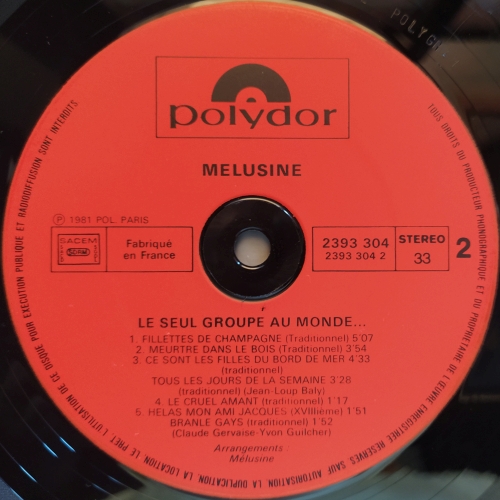 POLYG
polydor
MELUSINE
℗ 1981 POL. PARIS
SACEM
Fabriqué
en France
2393 304
2393 304 2
STEREO
33
2
LE SEUL GROUPE AU MONDE...
1. FILLETTES DE CHAMPAGNE (Traditionnel) 5'07
2. MEURTRE DANS LE BOIS (Traditionnel) 3'54
3. CE SONT LES FILLES DU BORD DE MER 4'33
(traditionnel)
TOUS LES JOURS DE LA SEMAINE 3'28
(traditionnel) (Jean-Loup Baly)
4. LE CRUEL AMANT (traditionnel) 1'17
5. HELAS MON AMI JACQUES (XVIIIième) 1'51
BRANLE GAYS (traditionnel) 1'52
(Claude Gervaise-Yvon Guilcher)
Arrangements :
Mélusine
TOUS DROITS DU PRODUCTEUR PHONOGRAPHIQUE ET DU PROPRIETAIRE DE L'ŒUVRE ENREGISTREE RESERVES SAUF AUTORISATION LA DUPLICATION, LA LOCATION, LE PRET, L'UTILISATION DE CE DISQUE POUR EXECUTION PUBLIQUE ET RADIODIFFUSION SONT INTERDITS